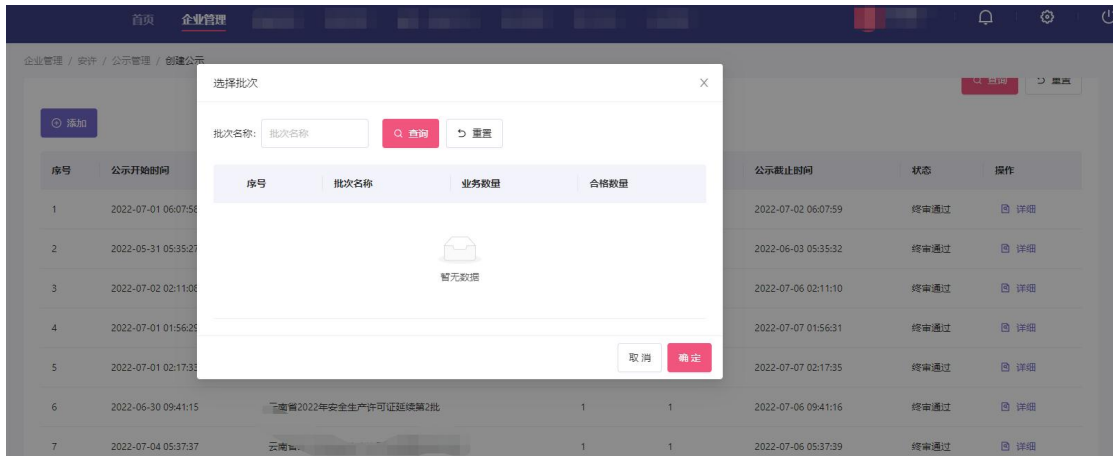 首页 企业管理
企业管理 / 安许 / 公示管理 / 创建公示
查询 重置
添加
选择批次
批次名称: 批次名称 查询 重置
序号 批次名称 业务数量 合格数量
暂无数据
取 消 确 定
序号 公示开始时间 公示截止时间 状态 操作
1 2022-07-01 06:07:58 2022-07-02 06:07:59 终审通过 详细
2 2022-05-31 05:35:27 2022-06-03 05:35:32 终审通过 详细
3 2022-07-02 02:11:08 2022-07-06 02:11:10 终审通过 详细
4 2022-07-01 01:56:29 2022-07-07 01:56:31 终审通过 详细
5 2022-07-01 02:17:33 2022-07-07 02:17:35 终审通过 详细
6 2022-06-30 09:41:15 云南省2022年安全生产许可证延续第2批 1 1 2022-07-06 09:41:16 终审通过 详细
7 2022-07-04 05:37:37 云南省 1 1 2022-07-06 05:37:39 终审通过 详细